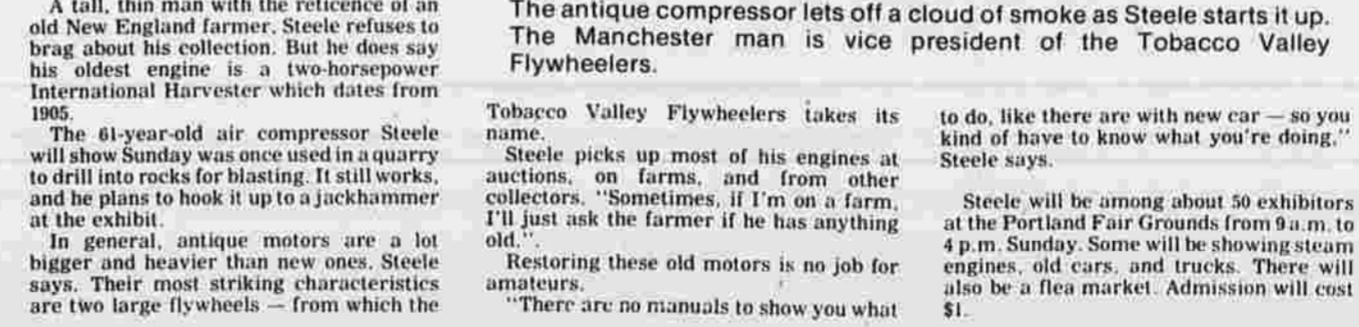 A tall, thin man with the reticence of an
old New England farmer, Steele refuses to
brag about his collection. But he does say
his oldest engine is a two-horsepower
International Harvester which dates from
1905.
The 61-year-old air compressor Steele
will show Sunday was once used in a quarry
to drill into rocks for blasting. It still works,
and he plans to hook it up to a jackhammer
at the exhibit.
In general, antique motors are a lot
bigger and heavier than new ones, Steele
says. Their most striking characteristics
are two large flywheels — from which the
The antique compressor lets off a cloud of smoke as Steele starts it up.
The Manchester man is vice president of the Tobacco Valley
Flywheelers.
Tobacco Valley Flywheelers takes its
name.
Steele picks up most of his engines at
auctions, on farms, and from other
collectors. "Sometimes, if I'm on a farm,
I'll just ask the farmer if he has anything
old.".
Restoring these old motors is no job for
amateurs.
"There are no manuals to show you what
to do, like there are with new car — so you
kind of have to know what you're doing,"
Steele says.
Steele will be among about 50 exhibitors
at the Portland Fair Grounds from 9 a.m. to
4 p.m. Sunday. Some will be showing steam
engines, old cars, and trucks. There will
also be a flea market. Admission will cost
$1.